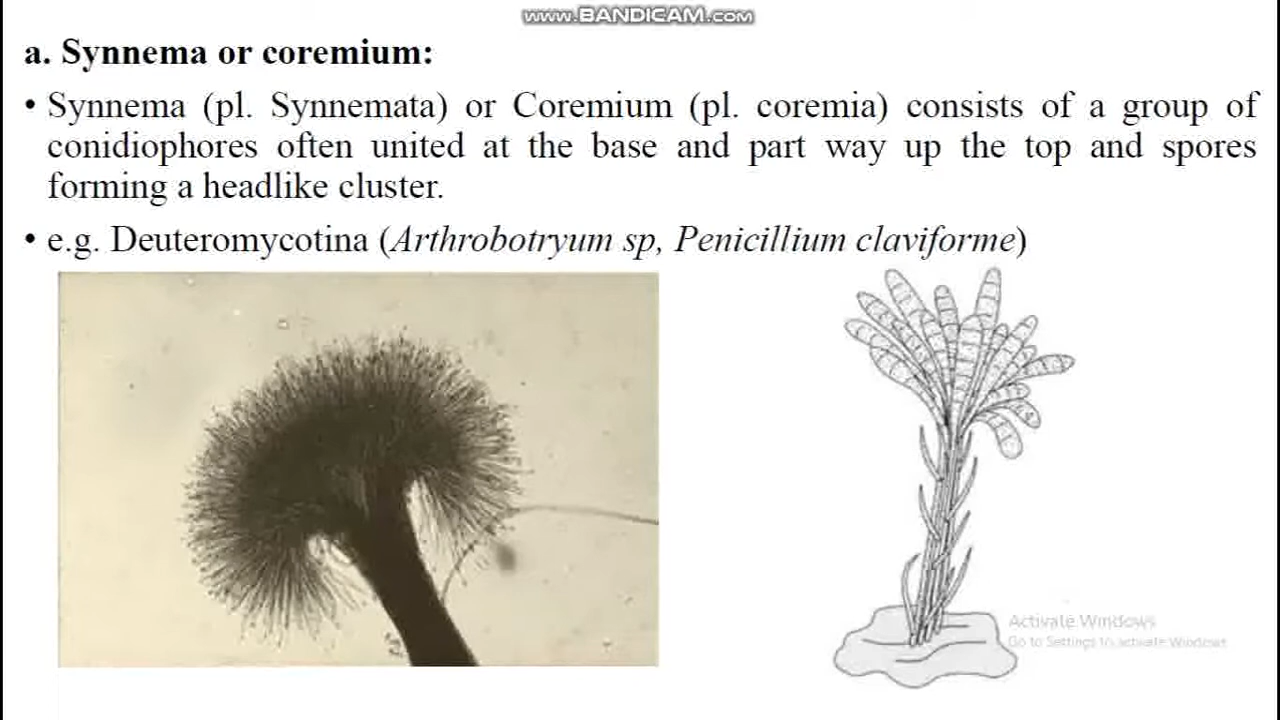 www.BANDICAM.com
a. Synnema or coremium:
• Synnema (pl. Synnemata) or Coremium (pl. coremia) consists of a group of
conidiophores often united at the base and part way up the top and spores
forming a headlike cluster.
• e.g. Deuteromycotina (Arthrobotryum sp, Penicillium claviforme)
Activate Windows
Go to Settings to activate Windows